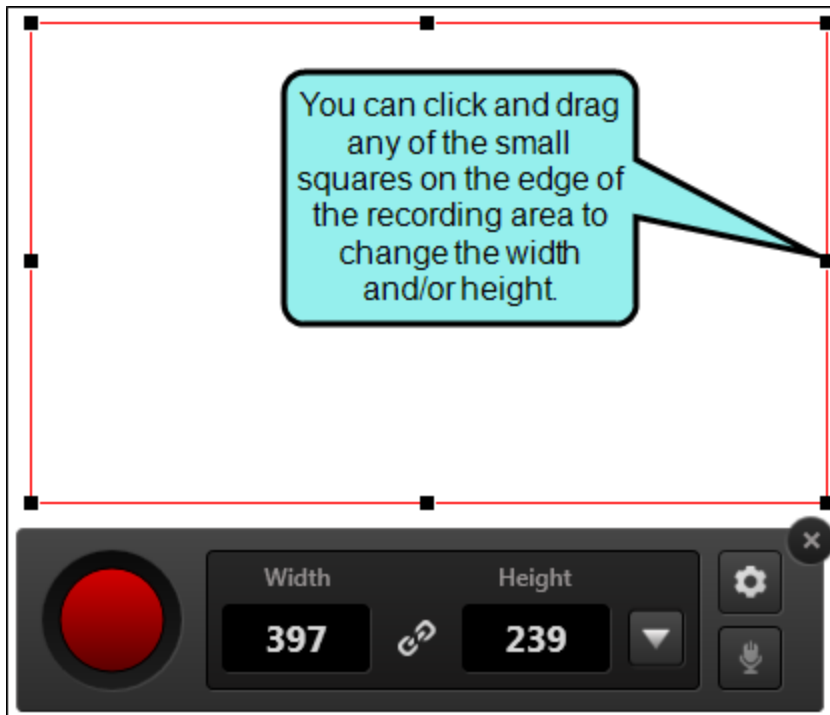 You can click and drag
any of the small
squares on the edge of
the recording area to
change the width
and/or height.
Width Height
397 239